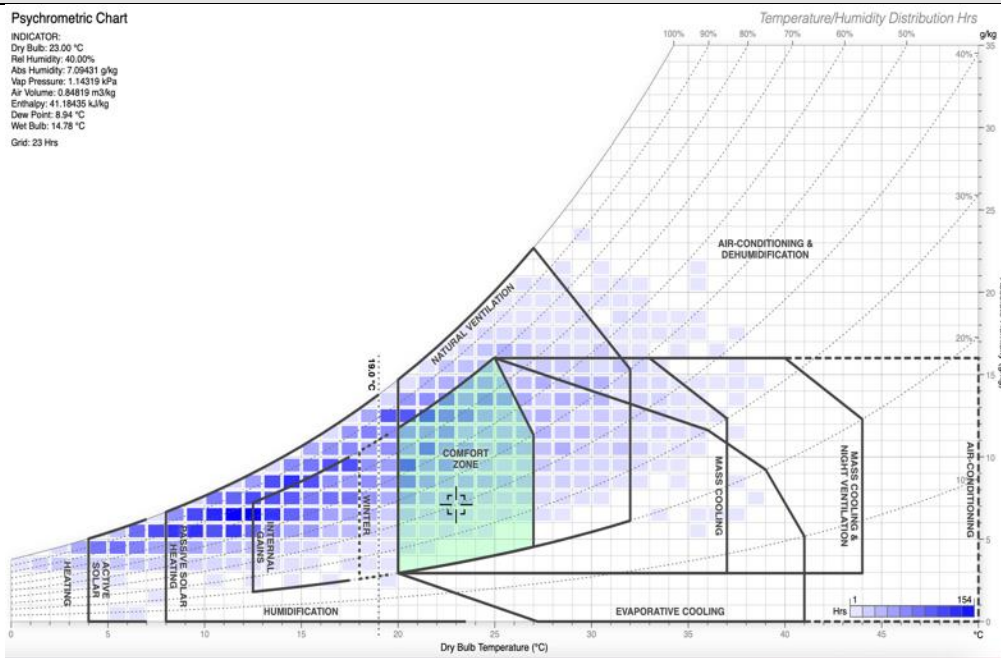 Psychrometric Chart
Temperature/Humidity Distribution Hrs
INDICATOR:
Dry Bulb: 23.00 °C
Rel Humidity: 40.00%
Abs Humidity: 7.09431 g/kg
Vap Pressure: 1.14319 kPa
Air Volume: 0.84819 m3/kg
Enthalpy: 41.18435 kJ/kg
Dew Point: 8.94 °C
Wet Bulb: 14.78 °C
Grid: 23 Hrs
100% 90% 80% 70% 60% 50%
g/kg
35
40%
30
30%
25
AIR-CONDITIONING &
DEHUMIDIFICATION
20
NATURAL VENTILATION
20%
19.0 °C
15
COMFORT
ZONE
10
10%
WINTER
MASS COOLING
MASS COOLING &
NIGHT VENTILATION
AIR-CONDITIONING
5
HEATING
ACTIVE
SOLAR
PASSIVE SOLAR
HEATING
INTERNAL
GAINS
HUMIDIFICATION
EVAPORATIVE COOLING
1 154
Hrs
0
0 5 10 15 20 25 30 35 40 45 °C
Dry Bulb Temperature (°C)